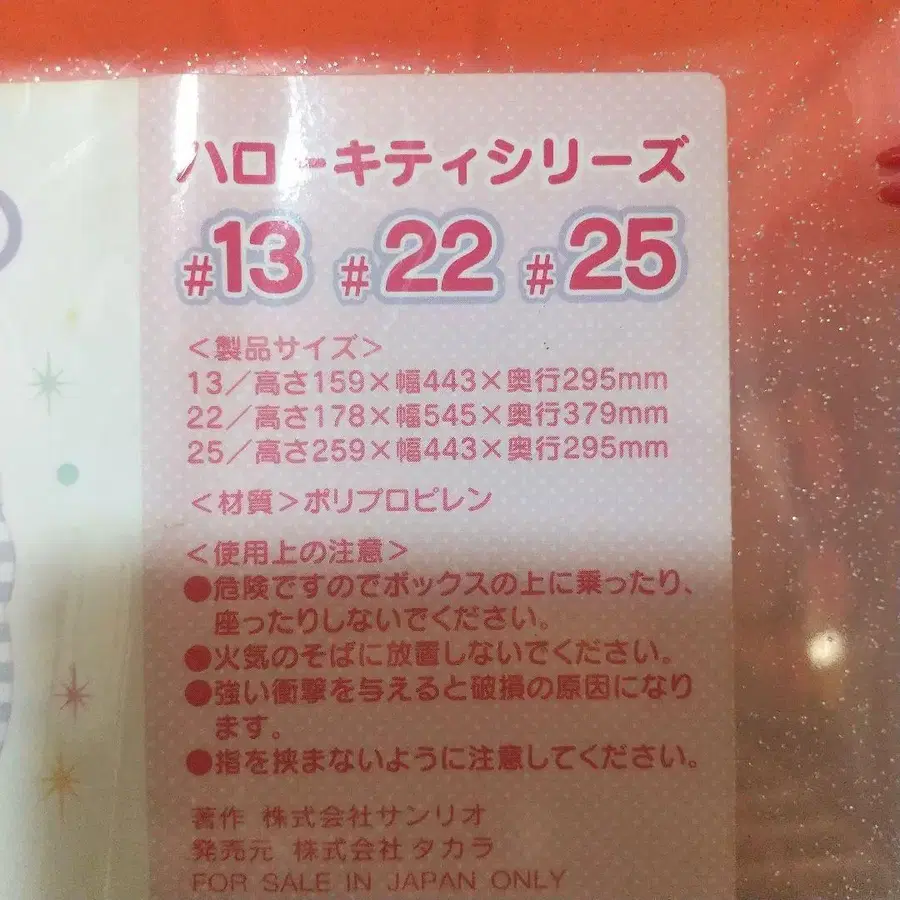 ハローキティシリーズ
#13 #22 #25
＜製品サイズ＞
13／高さ159×幅443×奥行295mm
22／高さ178×幅545×奥行379mm
25／高さ259×幅443×奥行295mm
＜材質＞ポリプロピレン
＜使用上の注意＞
●危険ですのでボックスの上に乗ったり、
座ったりしないでください。
●火気のそばに放置しないでください。
●強い衝撃を与えると破損の原因になり
ます。
●指を挟まないように注意してください。
著作 株式会社サンリオ
発売元 株式会社タカラ
FOR SALE IN JAPAN ONLY